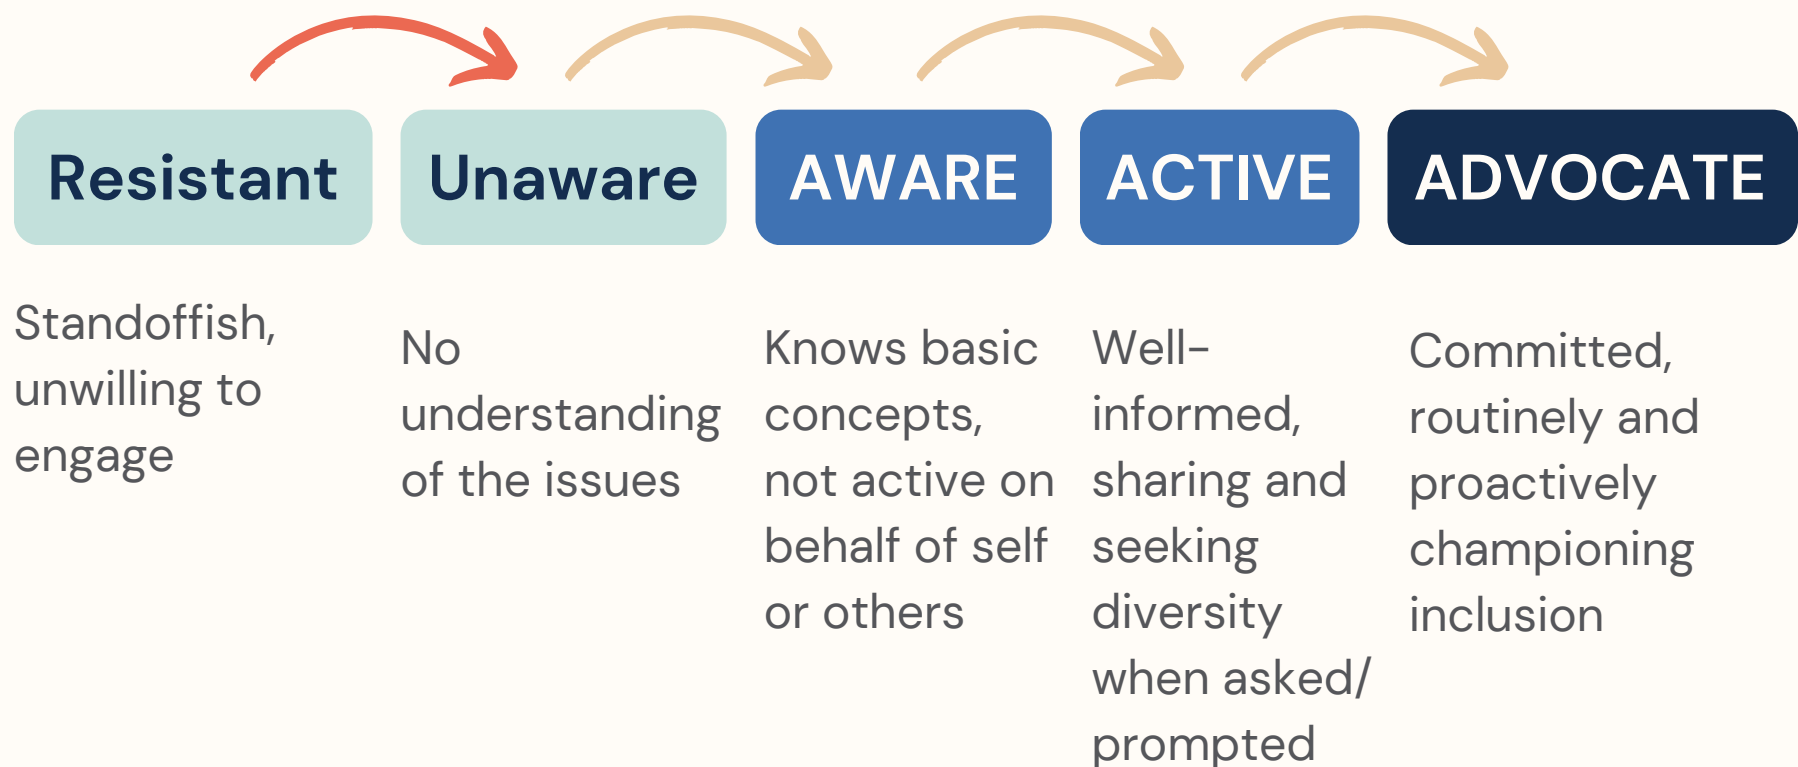 Resistant
Unaware
AWARE
ACTIVE
ADVOCATE
Standoffish,
unwilling to
engage
No
understanding
of the issues
Knows basic
concepts,
not active on
behalf of self
or others
Well-
informed,
sharing and
seeking
diversity
when asked/
prompted
Committed,
routinely and
proactively
championing
inclusion